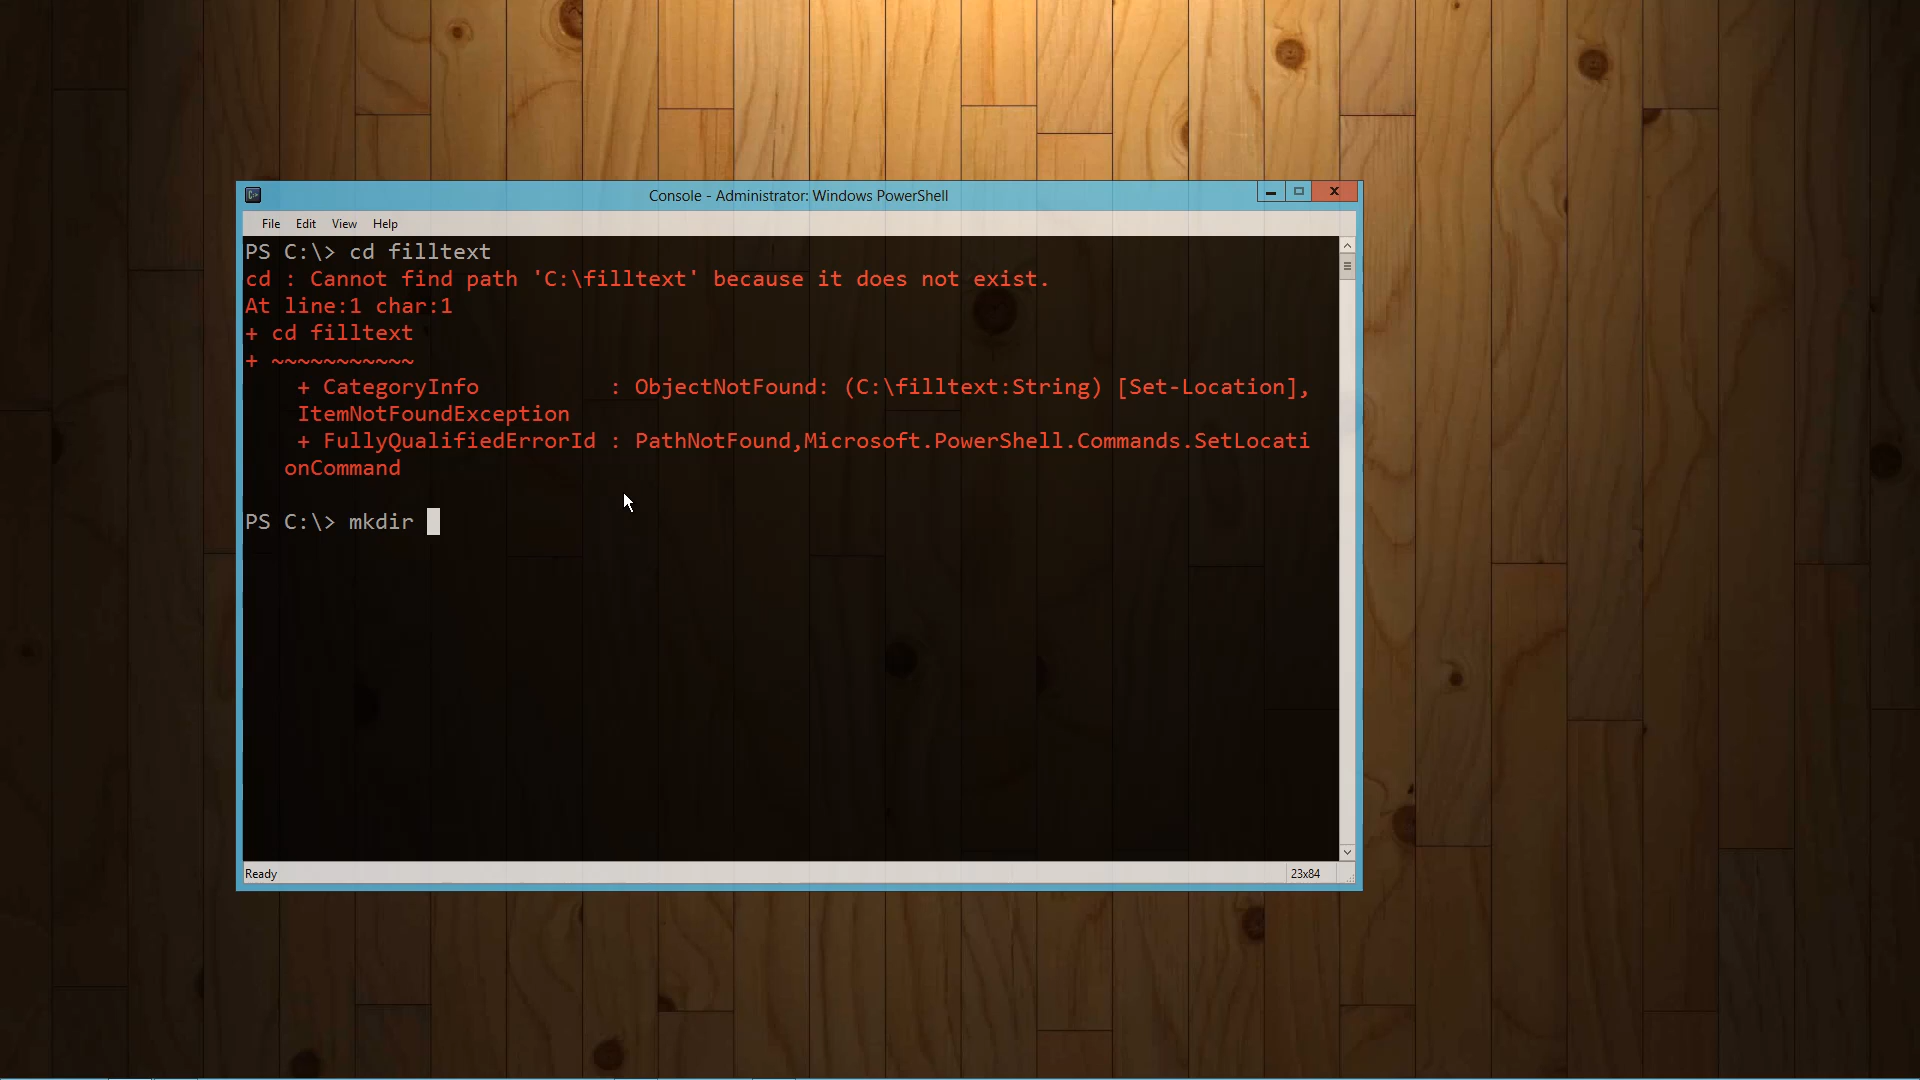 Console - Administrator: Windows PowerShell
File Edit View Help
PS C:\> cd filltext
cd : Cannot find path 'C:\filltext' because it does not exist.
At line:1 char:1
+ cd filltext
+ ~~~~~~~~~~~
+ CategoryInfo : ObjectNotFound: (C:\filltext:String) [Set-Location],
ItemNotFoundException
+ FullyQualifiedErrorId : PathNotFound,Microsoft.PowerShell.Commands.SetLocati
onCommand
PS C:\> mkdir
Ready 23x84